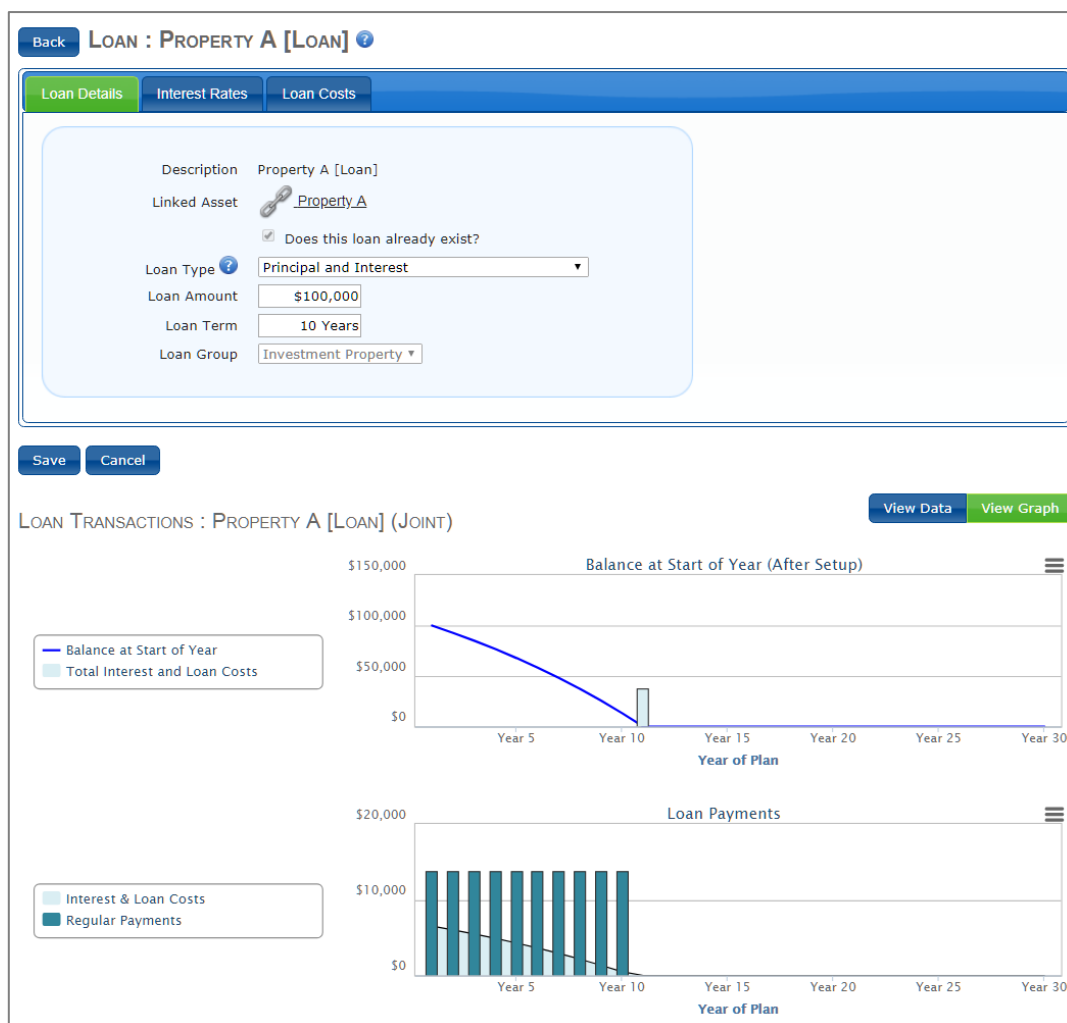 Back LOAN : PROPERTY A [LOAN] ?
Loan Details Interest Rates Loan Costs
Description Property A [Loan]
Linked Asset Property A
Does this loan already exist?
Loan Type ? Principal and Interest
Loan Amount $100,000
Loan Term 10 Years
Loan Group Investment Property
Save Cancel
View Data View Graph
LOAN TRANSACTIONS : PROPERTY A [LOAN] (JOINT)
Balance at Start of Year (After Setup)
$150,000
$100,000
$50,000
$0
Balance at Start of Year
Total Interest and Loan Costs
Year 5 Year 10 Year 15 Year 20 Year 25 Year 30
Year of Plan
Loan Payments
$20,000
$10,000
$0
Interest & Loan Costs
Regular Payments
Year 5 Year 10 Year 15 Year 20 Year 25 Year 30
Year of Plan